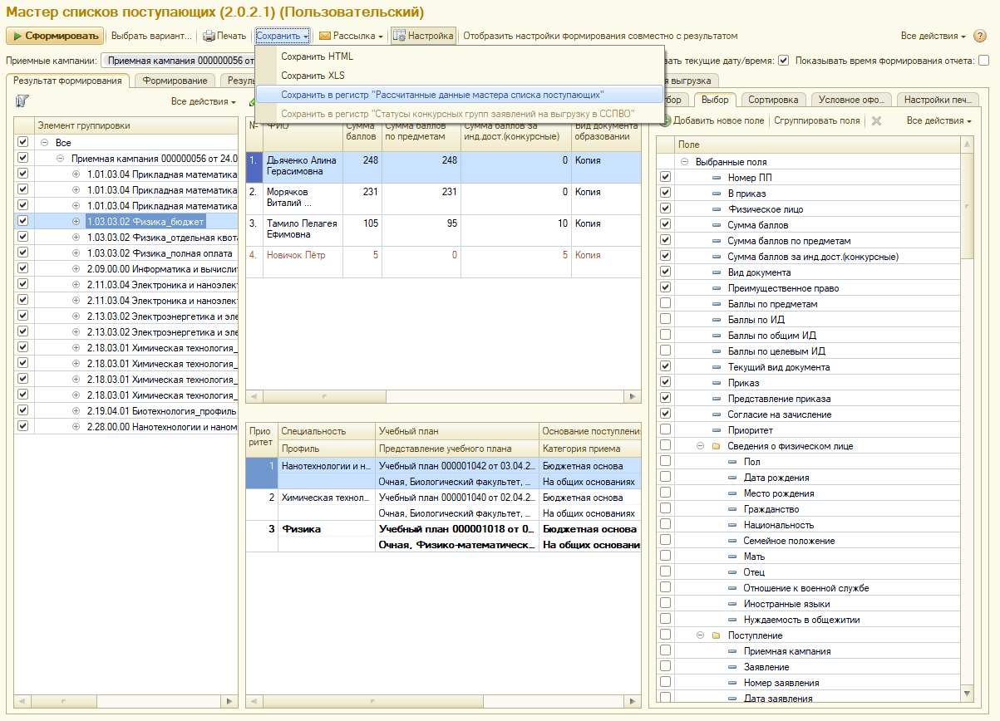 Мастер списков поступающих (2.0.2.1) (Пользовательский)
Сформировать Выбрать вариант... Печать Сохранить Рассылка Настройка Отобразить настройки формирования совместно с результатом Все действия
Приемные кампании: Приемная кампания 000000056 от
вать текущие дату/время: Показывать время формирования отчета:
Сохранить HTML
Сохранить XLS
Сохранить в регистр "Рассчитанные данные мастера списка поступающих"
Сохранить в регистр "Статусы конкурсных групп заявлений на выгрузку в ССПВО"
Результат формирования Формирование Резуль
я выгрузка
Все действия
Элемент группировки
Все
Приемная кампания 000000056 от 24.0
1.01.03.04 Прикладная математика
1.01.03.04 Прикладная математика
1.01.03.04 Прикладная математика
1.03.03.02 Физика_бюджет
1.03.03.02 Физика_отдельная квота
1.03.03.02 Физика_полная оплата
2.09.00.00 Информатика и вычислит
2.11.03.04 Электроника и наноэлект
2.11.03.04 Электроника и наноэлект
2.13.03.02 Электроэнергетика и эле
2.13.03.02 Электроэнергетика и эле
2.18.03.01 Химическая технология_
2.18.03.01 Химическая технология_
2.18.03.01 Химическая технология_
2.18.03.01 Химическая технология_
2.19.04.01 Биотехнология_профиль
2.28.00.00 Нанотехнологии и наном
№ ФИО Сумма баллов Сумма баллов по предметам Сумма баллов за инд.дост.(конкурсные) Вид документа образовании
1. Дьяченко Алина Герасимовна 248 248 0 Копия
2. Морячков Виталий ... 231 231 0 Копия
3. Тамило Пелагея Ефимовна 105 95 10 Копия
4. Новичок Пётр 5 0 5 Копия
Прио ритет Специальность Учебный план Основание поступления
Профиль Представление учебного плана Категория приема
1 Нанотехнологии и н... Учебный план 000001042 от 03.04.2... Бюджетная основа
Очная, Биологический факультет, ... На общих основаниях
2 Химическая технол... Учебный план 000001040 от 02.04.2... Бюджетная основа
Очная, Биологический факультет, ... На общих основаниях
3 Физика Учебный план 000001018 от 0... Бюджетная основа
Очная, Физико-математическ... На общих основани
бор Выбор Сортировка Условное офо... Настройки печ...
Добавить новое поле Сгруппировать поля Все действия
Поле
Выбранные поля
Номер ПП
В приказ
Физическое лицо
Сумма баллов
Сумма баллов по предметам
Сумма баллов за инд.дост.(конкурсные)
Вид документа
Преимущественное право
Баллы по предметам
Баллы по ИД
Баллы по общим ИД
Баллы по целевым ИД
Текущий вид документа
Приказ
Представление приказа
Согласие на зачисление
Приоритет
Сведения о физическом лице
Пол
Дата рождения
Место рождения
Гражданство
Национальность
Семейное положение
Мать
Отец
Отношение к военной службе
Иностранные языки
Нуждаемость в общежитии
Поступление
Приемная кампания
Заявление
Номер заявления
Дата заявления